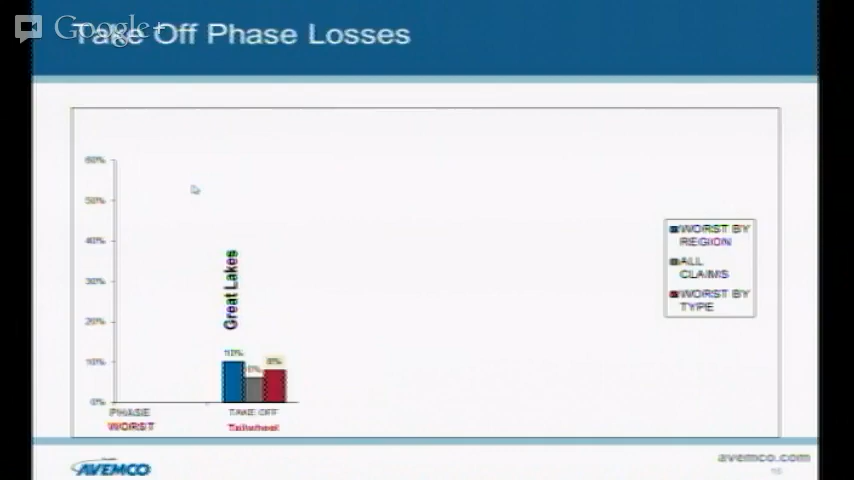 Google+
Take Off Phase Losses
60%
50%
40%
30%
20%
10%
0%
Great Lakes
10%
6%
8%
PHASE
WORST
TAKE OFF
Tailwheel
WORST BY
REGION
ALL
CLAIMS
WORST BY
TYPE
AVEMCO
avemco.com